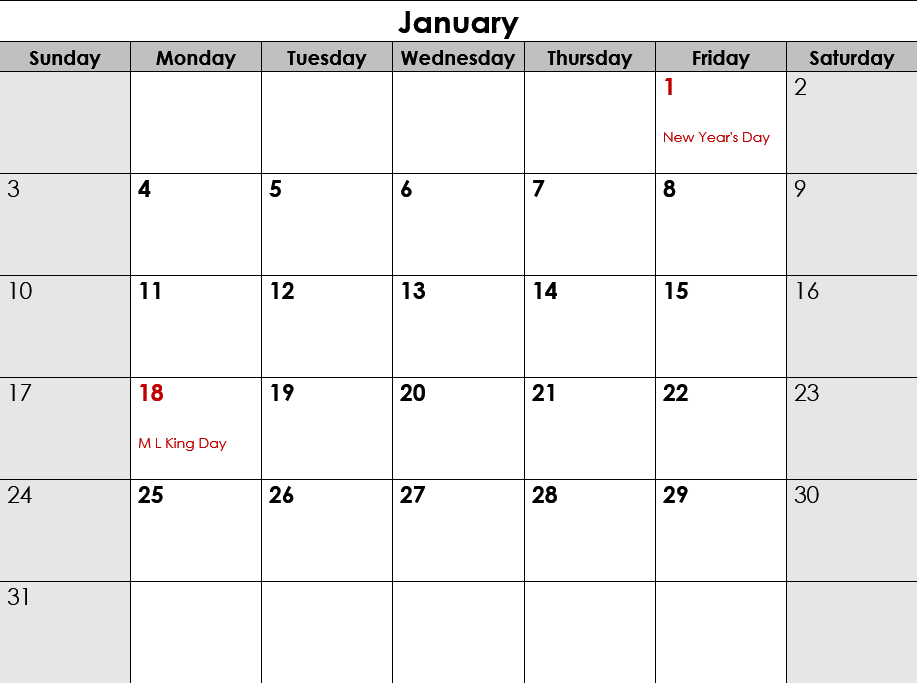 January
Sunday Monday Tuesday Wednesday Thursday Friday Saturday
1 2
New Year's Day
3 4 5 6 7 8 9
10 11 12 13 14 15 16
17 18 19 20 21 22 23
M L King Day
24 25 26 27 28 29 30
31